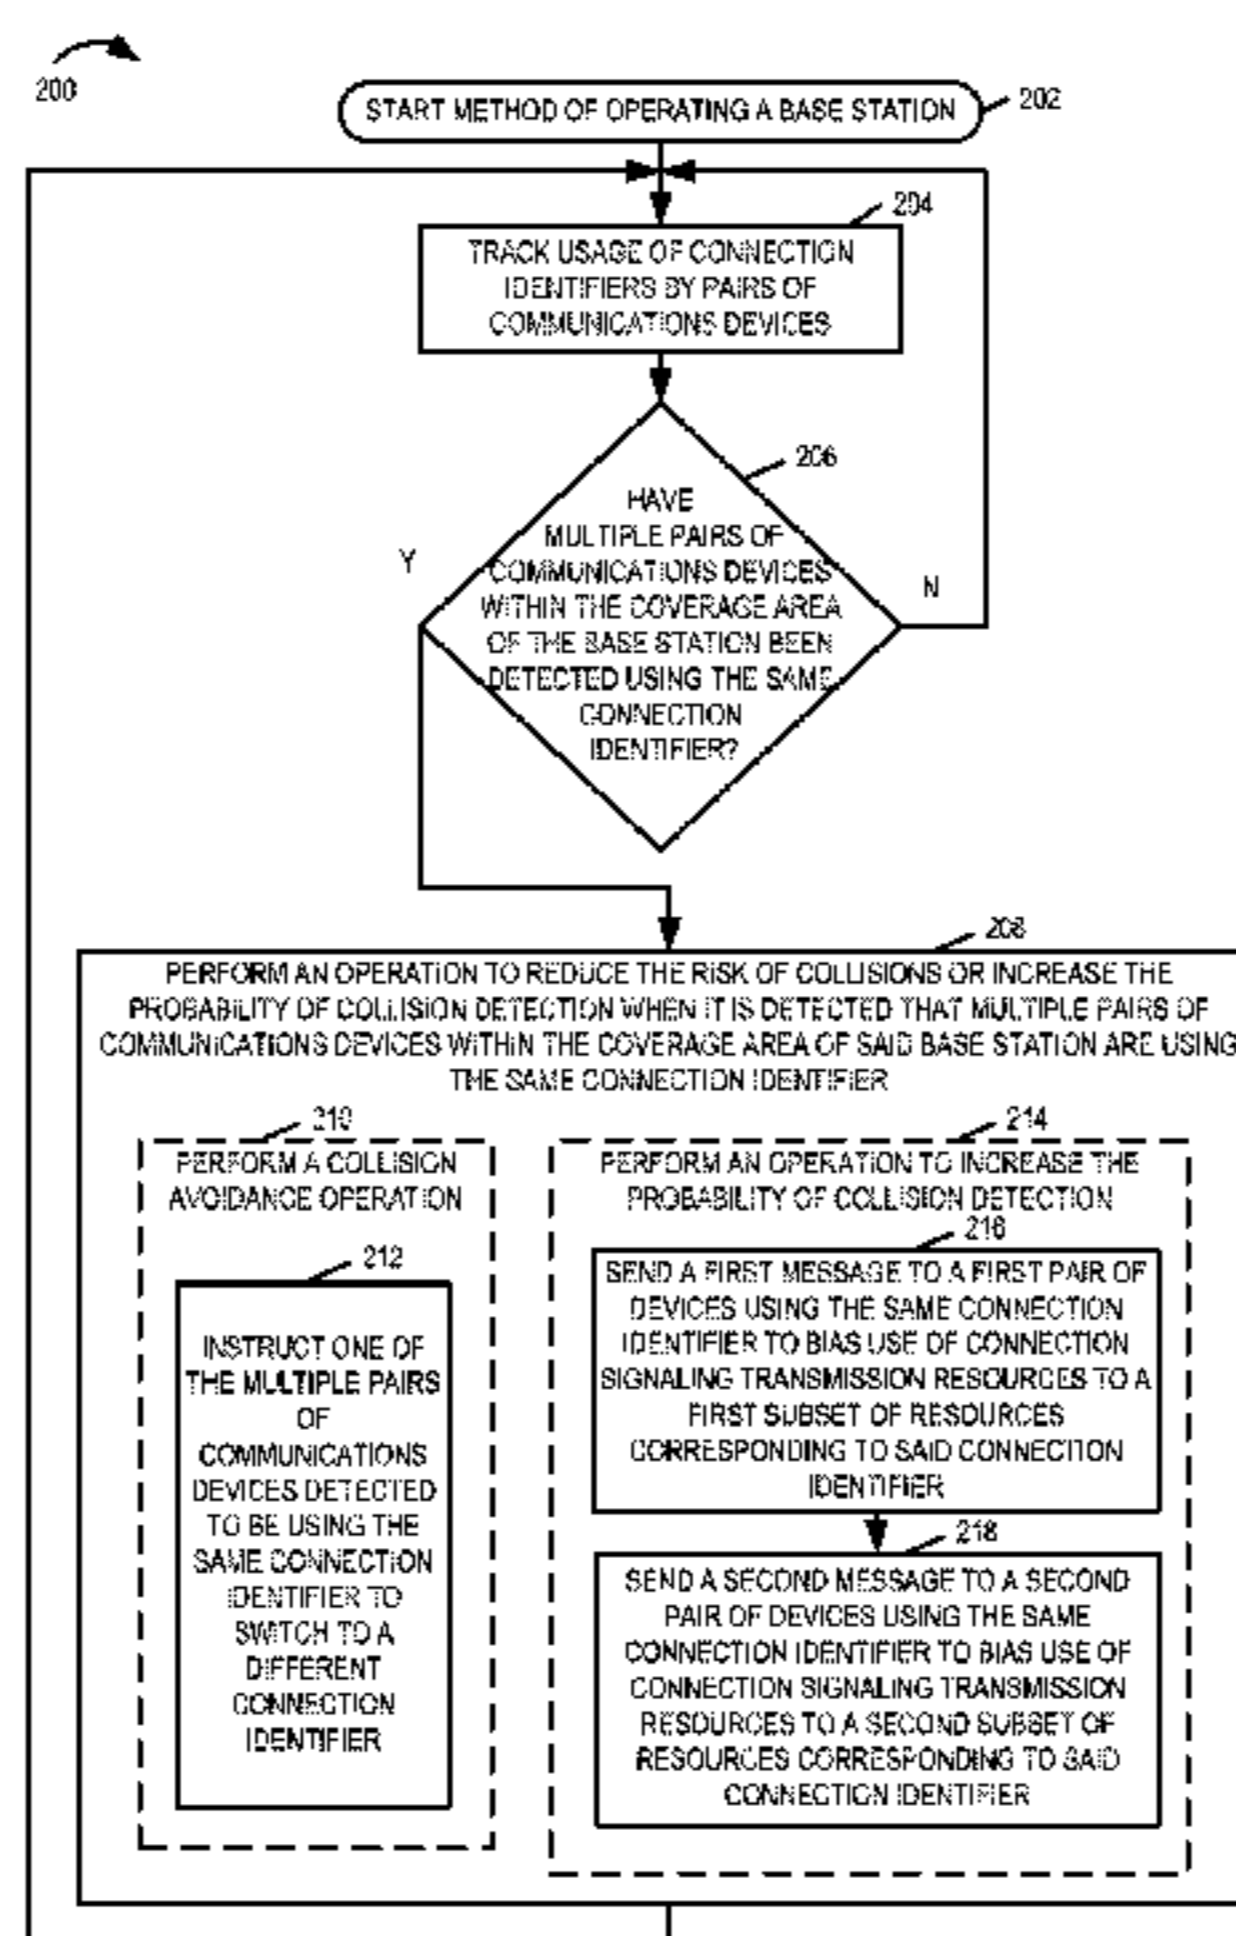 200
START METHOD OF OPERATING A BASE STATION
202
204
TRACK USAGE OF CONNECTION
IDENTIFIERS BY PAIRS OF
COMMUNICATIONS DEVICES
206
HAVE
MULTIPLE PAIRS OF
COMMUNICATIONS DEVICES
WITHIN THE COVERAGE AREA
OF THE BASE STATION BEEN
DETECTED USING THE SAME
CONNECTION
IDENTIFIER?
Y
N
208
PERFORM AN OPERATION TO REDUCE THE RISK OF COLLISIONS OR INCREASE THE
PROBABILITY OF COLLISION DETECTION WHEN IT IS DETECTED THAT MULTIPLE PAIRS OF
COMMUNICATIONS DEVICES WITHIN THE COVERAGE AREA OF SAID BASE STATION ARE USING
THE SAME CONNECTION IDENTIFIER
210
PERFORM A COLLISION
AVOIDANCE OPERATION
212
INSTRUCT ONE OF
THE MULTIPLE PAIRS
OF
COMMUNICATIONS
DEVICES DETECTED
TO BE USING THE
SAME CONNECTION
IDENTIFIER TO
SWITCH TO A
DIFFERENT
CONNECTION
IDENTIFIER
214
PERFORM AN OPERATION TO INCREASE THE
PROBABILITY OF COLLISION DETECTION
216
SEND A FIRST MESSAGE TO A FIRST PAIR OF
DEVICES USING THE SAME CONNECTION
IDENTIFIER TO BIAS USE OF CONNECTION
SIGNALING TRANSMISSION RESOURCES TO A
FIRST SUBSET OF RESOURCES
CORRESPONDING TO SAID CONNECITON
IDENTIFIER
218
SEND A SECOND MESSAGE TO A SECOND
PAIR OF DEVICES USING THE SAME
CONNECTION IDENTIFIER TO BIAS USE OF
CONNECTION SIGNALING TRANSMISSION
RESOURCES TO A SECOND SUBSET OF
RESOURCES CORRESPONDING TO SAID
CONNECTION IDENTIFIER